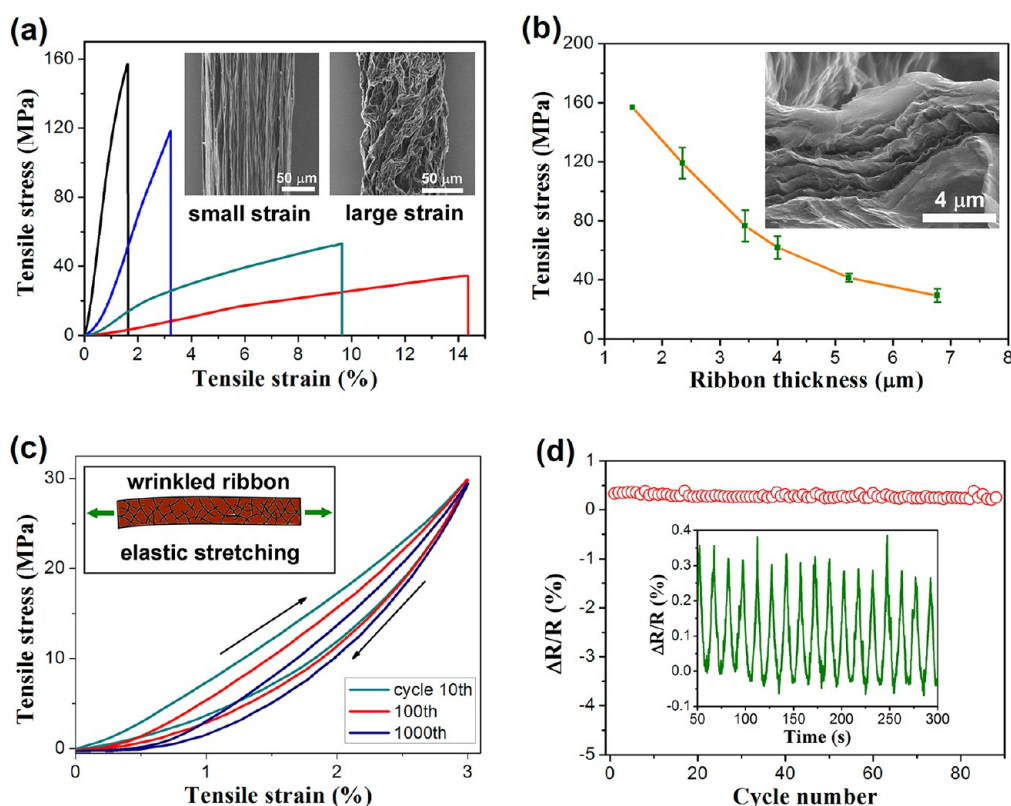 (a)
160
120
80
40
0
Tensile stress (MPa)
0 2 4 6 8 10 12 14
Tensile strain (%)
50 μm
50 μm
small strain
large strain
(b)
200
160
120
80
40
0
Tensile stress (MPa)
1 2 3 4 5 6 7 8
Ribbon thickness (μm)
4 μm
(c)
30
20
10
0
Tensile stress (MPa)
0 1 2 3
Tensile strain (%)
wrinkled ribbon
elastic stretching
cycle 10th
100th
1000th
(d)
1
0
-1
-2
-3
-4
-5
ΔR/R (%)
0 20 40 60 80
Cycle number
0.4
0.3
0.2
0.1
0.0
-0.1
ΔR/R (%)
50 100 150 200 250 300
Time (s)